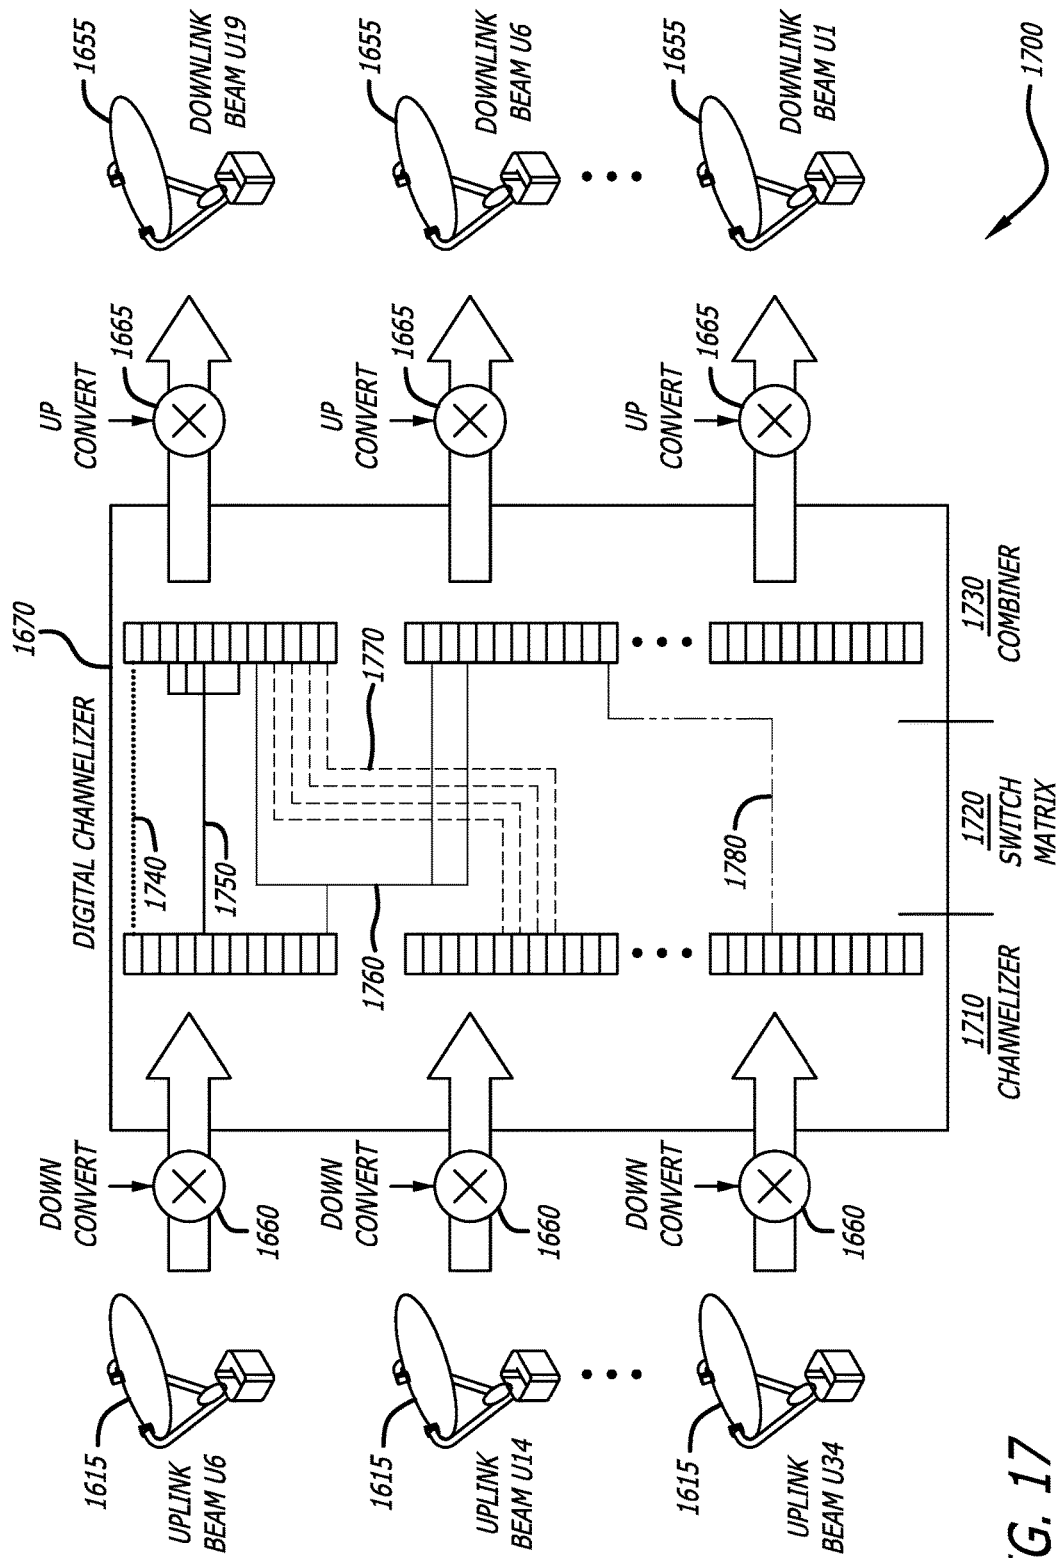 1655
DOWNLINK
BEAM U19
1655
DOWNLINK
BEAM U6
1655
DOWNLINK
BEAM U1
1700
UP
CONVERT
1665
UP
CONVERT
1665
UP
CONVERT
1665
1670
DIGITAL CHANNELIZER
1740
1750
1760
1770
1780
1730
COMBINER
1720
SWITCH
MATRIX
1710
CHANNELIZER
DOWN
CONVERT
1660
DOWN
CONVERT
1660
DOWN
CONVERT
1660
1615
UPLINK
BEAM U6
1615
UPLINK
BEAM U14
1615
UPLINK
BEAM U34
17